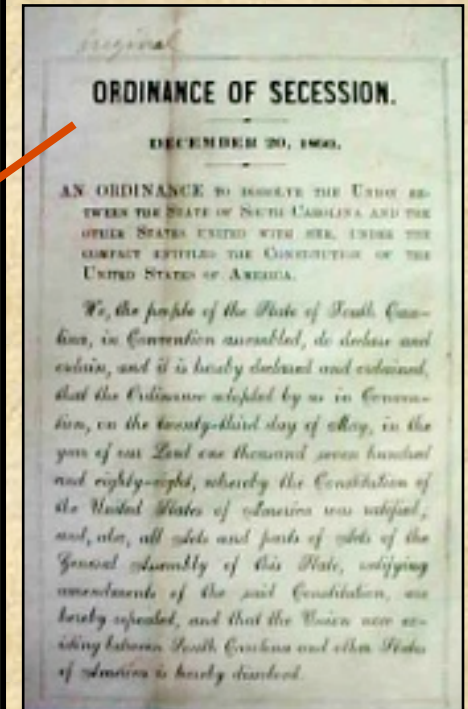 original
ORDINANCE OF SECESSION.
DECEMBER 20, 1860.
AN ORDINANCE TO DISSOLVE THE UNION BE-
TWEEN THE STATE OF SOUTH CAROLINA AND THE
OTHER STATES UNITED WITH HER, UNDER THE
COMPACT ENTITLED THE CONSTITUTION OF THE
UNITED STATES OF AMERICA.
We, the people of the State of South Caro-
lina, in Convention assembled, do declare and
ordain, and it is hereby declared and ordained,
that the Ordinance adopted by us in Conven-
tion, on the twenty-third day of May, in the
year of our Lord one thousand seven hundred
and eighty-eight, whereby the Constitution of
the United States of America was ratified,
and, also, all Acts and parts of Acts of the
General Assembly of this State, ratifying
amendments of the said Constitution, are
hereby repealed, and that the Union now ex-
isting between South Carolina and other States
of America is hereby dissolved.